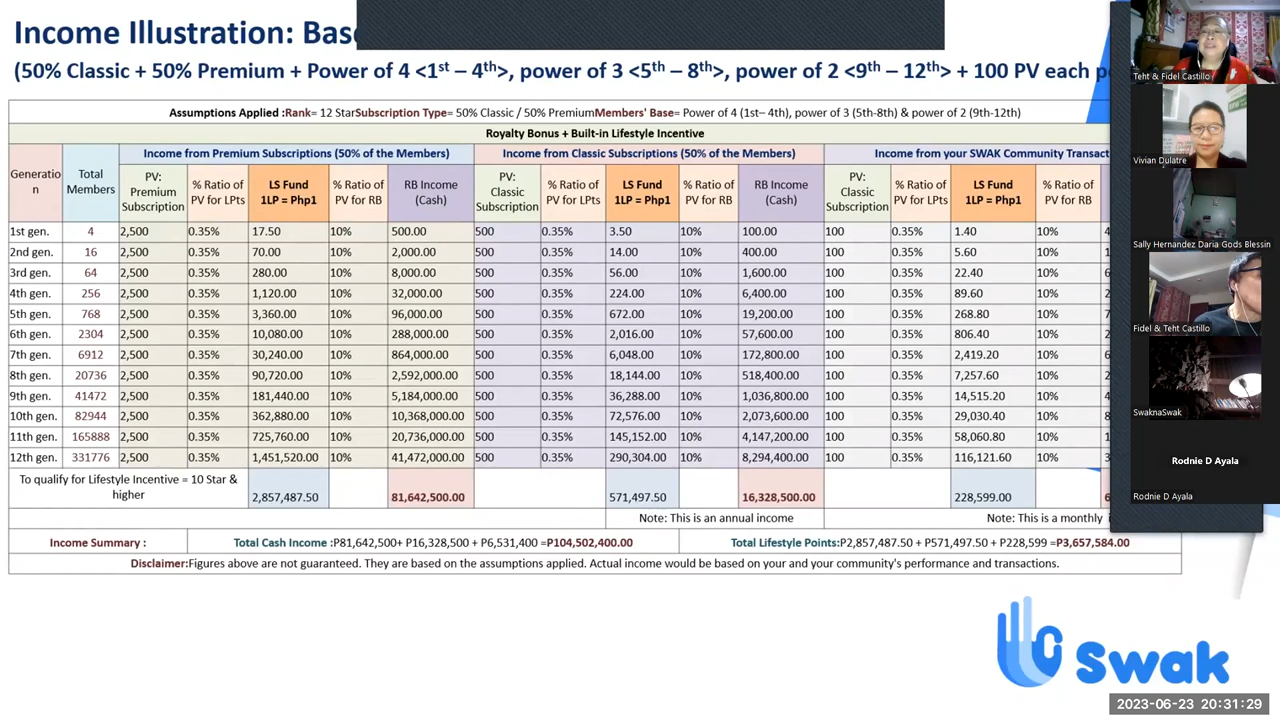 Income Illustration: Base
(50% Classic + 50% Premium + Power of 4 <1st – 4th>, power of 3 <5th – 8th>, power of 2 <9th – 12th> + 100 PV each
Assumptions Applied :Rank= 12 StarSubscription Type= 50% Classic / 50% PremiumMembers' Base= Power of 4 (1st– 4th), power of 3 (5th-8th) & power of 2 (9th-12th)
Royalty Bonus + Built-in Lifestyle Incentive
Income from Premium Subscriptions (50% of the Members) Income from Classic Subscriptions (50% of the Members) Income from your SWAK Community
Generation Total Members PV: Premium Subscription % Ratio of PV for LPts LS Fund 1LP = Php1 % Ratio of PV for RB RB Income (Cash) PV: Classic Subscription % Ratio of PV for LPts LS Fund 1LP = Php1 % Ratio of PV for RB RB Income (Cash) PV: Classic Subscription % Ratio of PV for LPts LS Fund 1LP = Php1 % Ratio of PV for RB
1st gen. 4 2,500 0.35% 17.50 10% 500.00 500 0.35% 3.50 10% 100.00 100 0.35% 1.40 10%
2nd gen. 16 2,500 0.35% 70.00 10% 2,000.00 500 0.35% 14.00 10% 400.00 100 0.35% 5.60 10%
3rd gen. 64 2,500 0.35% 280.00 10% 8,000.00 500 0.35% 56.00 10% 1,600.00 100 0.35% 22.40 10%
4th gen. 256 2,500 0.35% 1,120.00 10% 32,000.00 500 0.35% 224.00 10% 6,400.00 100 0.35% 89.60 10%
5th gen. 768 2,500 0.35% 3,360.00 10% 96,000.00 500 0.35% 672.00 10% 19,200.00 100 0.35% 268.80 10%
6th gen. 2304 2,500 0.35% 10,080.00 10% 288,000.00 500 0.35% 2,016.00 10% 57,600.00 100 0.35% 806.40 10%
7th gen. 6912 2,500 0.35% 30,240.00 10% 864,000.00 500 0.35% 6,048.00 10% 172,800.00 100 0.35% 2,419.20 10%
8th gen. 20736 2,500 0.35% 90,720.00 10% 2,592,000.00 500 0.35% 18,144.00 10% 518,400.00 100 0.35% 7,257.60 10%
9th gen. 41472 2,500 0.35% 181,440.00 10% 5,184,000.00 500 0.35% 36,288.00 10% 1,036,800.00 100 0.35% 14,515.20 10%
10th gen. 82944 2,500 0.35% 362,880.00 10% 10,368,000.00 500 0.35% 72,576.00 10% 2,073,600.00 100 0.35% 29,030.40 10%
11th gen. 165888 2,500 0.35% 725,760.00 10% 20,736,000.00 500 0.35% 145,152.00 10% 4,147,200.00 100 0.35% 58,060.80 10%
12th gen. 331776 2,500 0.35% 1,451,520.00 10% 41,472,000.00 500 0.35% 290,304.00 10% 8,294,400.00 100 0.35% 116,121.60 10%
To qualify for Lifestyle Incentive = 10 Star & higher 2,857,487.50 81,642,500.00 571,497.50 16,328,500.00 228,599.00
Note: This is an annual income Note: This is a monthly
Income Summary : Total Cash Income :P81,642,500+ P16,328,500 + P6,531,400 =P104,502,400.00 Total Lifestyle Points:P2,857,487.50 + P571,497.50 + P228,599 =P3,657,584.00
Disclaimer:Figures above are not guaranteed. They are based on the assumptions applied. Actual income would be based on your and your community's performance and transactions.
Swak
Teht & Fidel Castillo
Vivian Dulatre
Sally Hernandez Daria Gods Blessin
Fidel & Teht Castillo
SwaknaSwak
Rodnie D Ayala
Rodnie D Ayala
2023-06-23 20:31:29